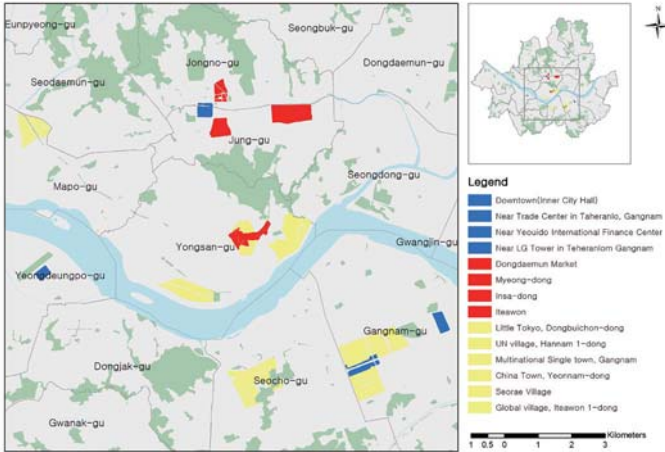 Eunpyeong-gu
Seongbuk-gu
Jongno-gu
Dongdaemun-gu
Seodaemun-gu
Jung-gu
Seongdong-gu
Mapo-gu
Gwangjin-gu
Yongsan-gu
Yeongdeungpo-gu
Gangnam-gu
Dongjak-gu
Seocho-gu
Gwanak-gu
N
Legend
Downtown(Inner City Hall)
Near Trade Center in Taheranlo, Gangnam
Near Yeouido International Finance Center
Near LG Tower in Teheranlom Gangnam
Dongdaemun Market
Myeong-dong
Insa-dong
Iteawon
Little Tokyo, Dongbuichon-dong
UN village, Hannam 1-dong
Multinational Single town, Gangnam
China Town, Yeonnam-dong
Seorae Village
Global village, Iteawon 1-dong
Kilometers
1 0.5 0 1 2 3